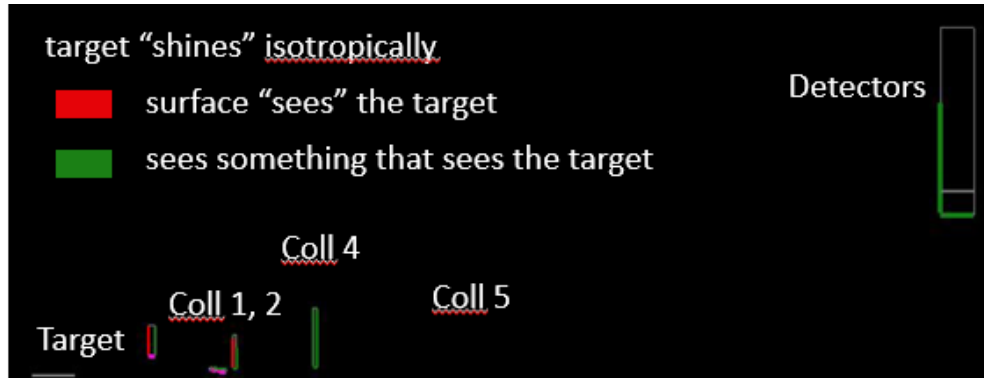 target “shines” isotropically
surface “sees” the target
Detectors
sees something that sees the target
Coll 4
Coll 1, 2
Coll 5
Target